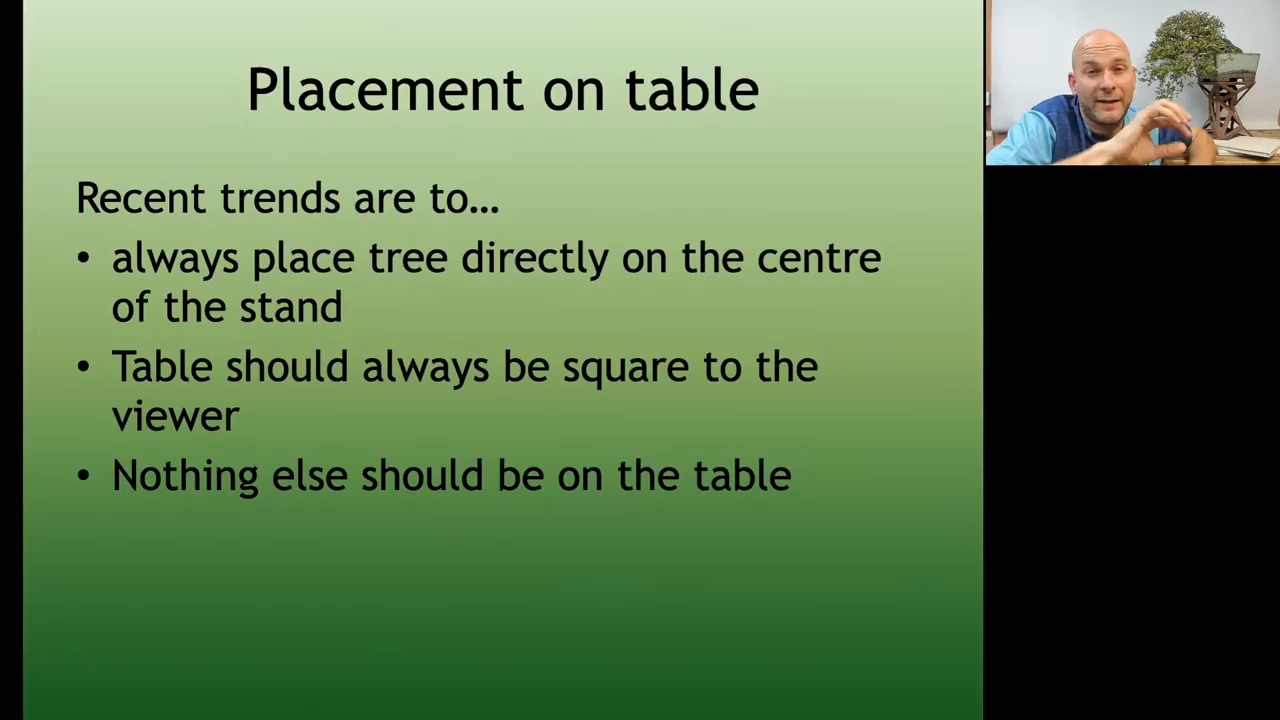 Placement on table
Recent trends are to…
• always place tree directly on the centre
of the stand
• Table should always be square to the
viewer
• Nothing else should be on the table